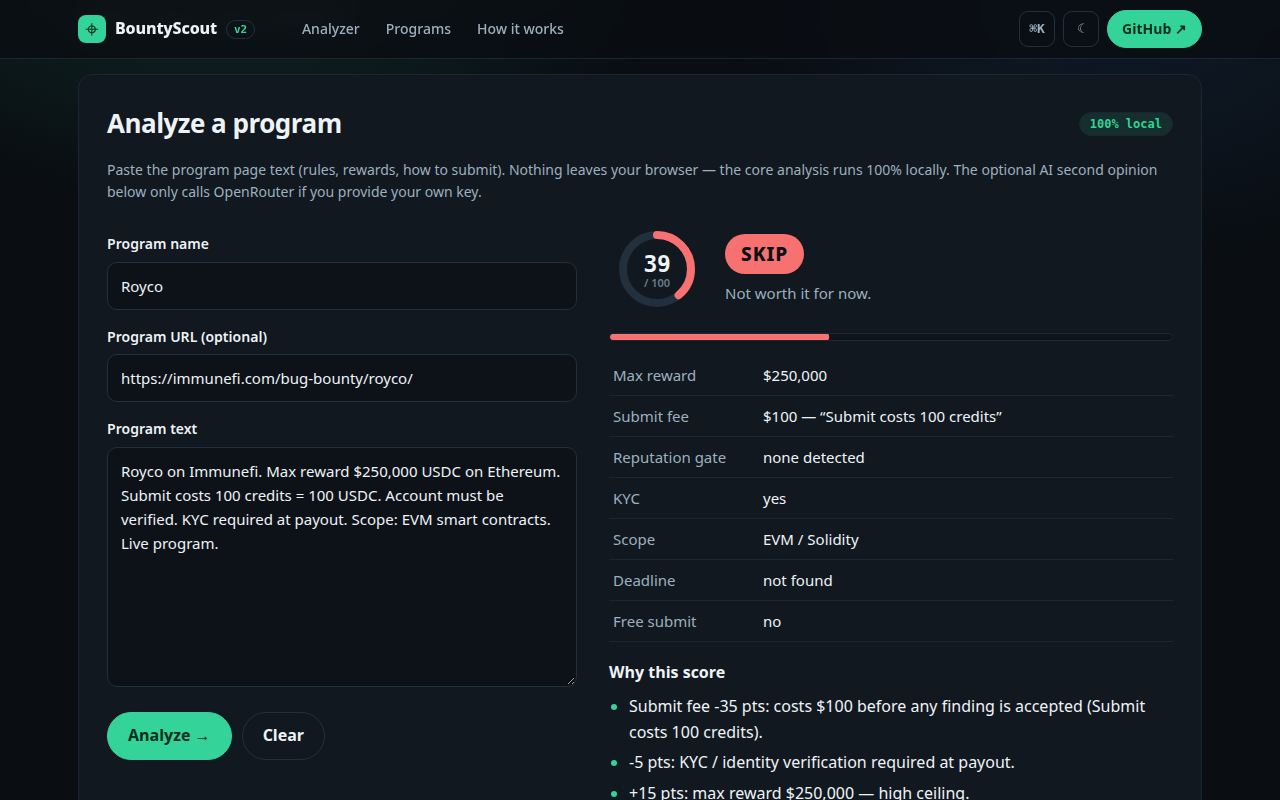 BountyScout v2 Analyzer Programs How it works ⌘K ☾ GitHub ↗
Analyze a program
100% local
Paste the program page text (rules, rewards, how to submit). Nothing leaves your browser — the core analysis runs 100% locally. The optional AI second opinion
below only calls OpenRouter if you provide your own key.
Program name
Royco
Program URL (optional)
https://immunefi.com/bug-bounty/royco/
Program text
Royco on Immunefi. Max reward $250,000 USDC on Ethereum.
Submit costs 100 credits = 100 USDC. Account must be
verified. KYC required at payout. Scope: EVM smart contracts.
Live program.
Analyze → Clear
39
/ 100
SKIP
Not worth it for now.
Max reward $250,000
Submit fee $100 — “Submit costs 100 credits”
Reputation gate none detected
KYC yes
Scope EVM / Solidity
Deadline not found
Free submit no
Why this score
Submit fee -35 pts: costs $100 before any finding is accepted (Submit
costs 100 credits).
-5 pts: KYC / identity verification required at payout.
+15 pts: max reward $250,000 — high ceiling.